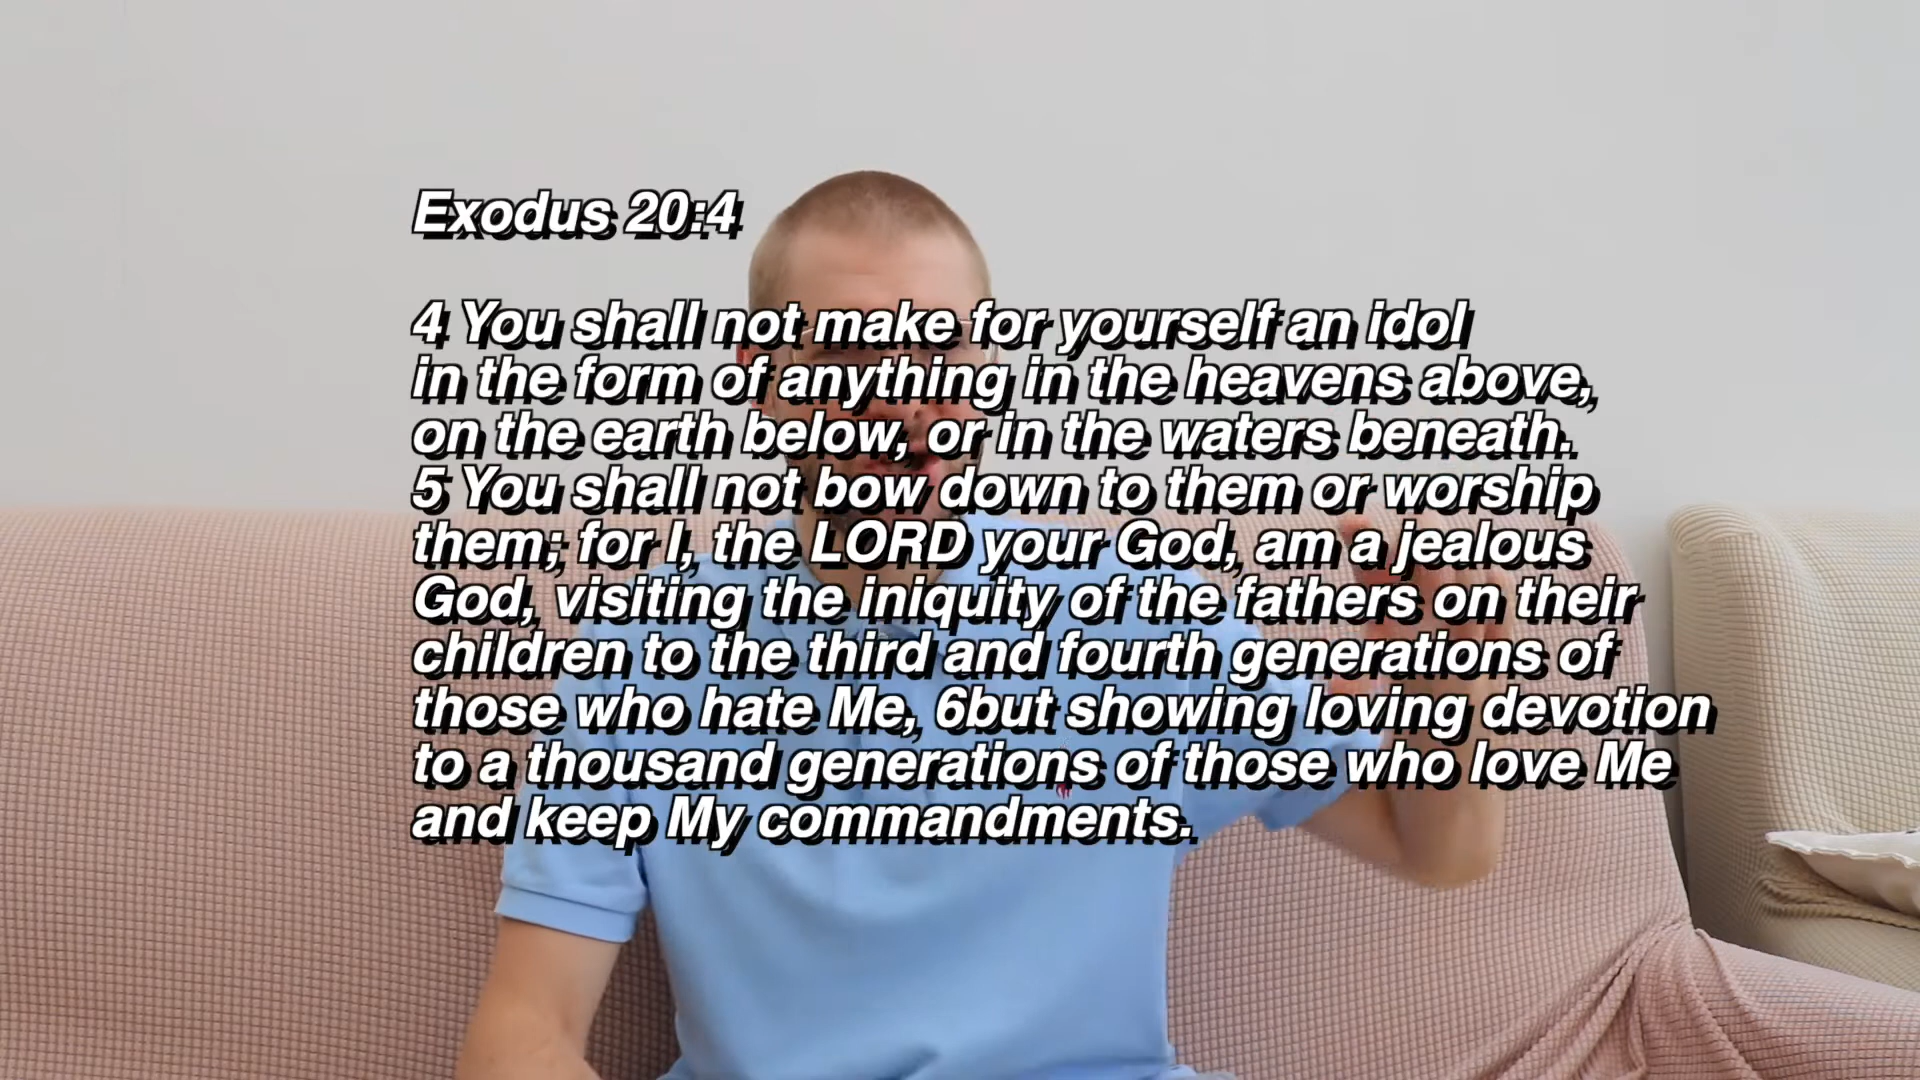 Exodus 20:4
4 You shall not make for yourself an idol
in the form of anything in the heavens above,
on the earth below, or in the waters beneath.
5 You shall not bow down to them or worship
them; for I, the LORD your God, am a jealous
God, visiting the iniquity of the fathers on their
children to the third and fourth generations of
those who hate Me, 6but showing loving devotion
to a thousand generations of those who love Me
and keep My commandments.